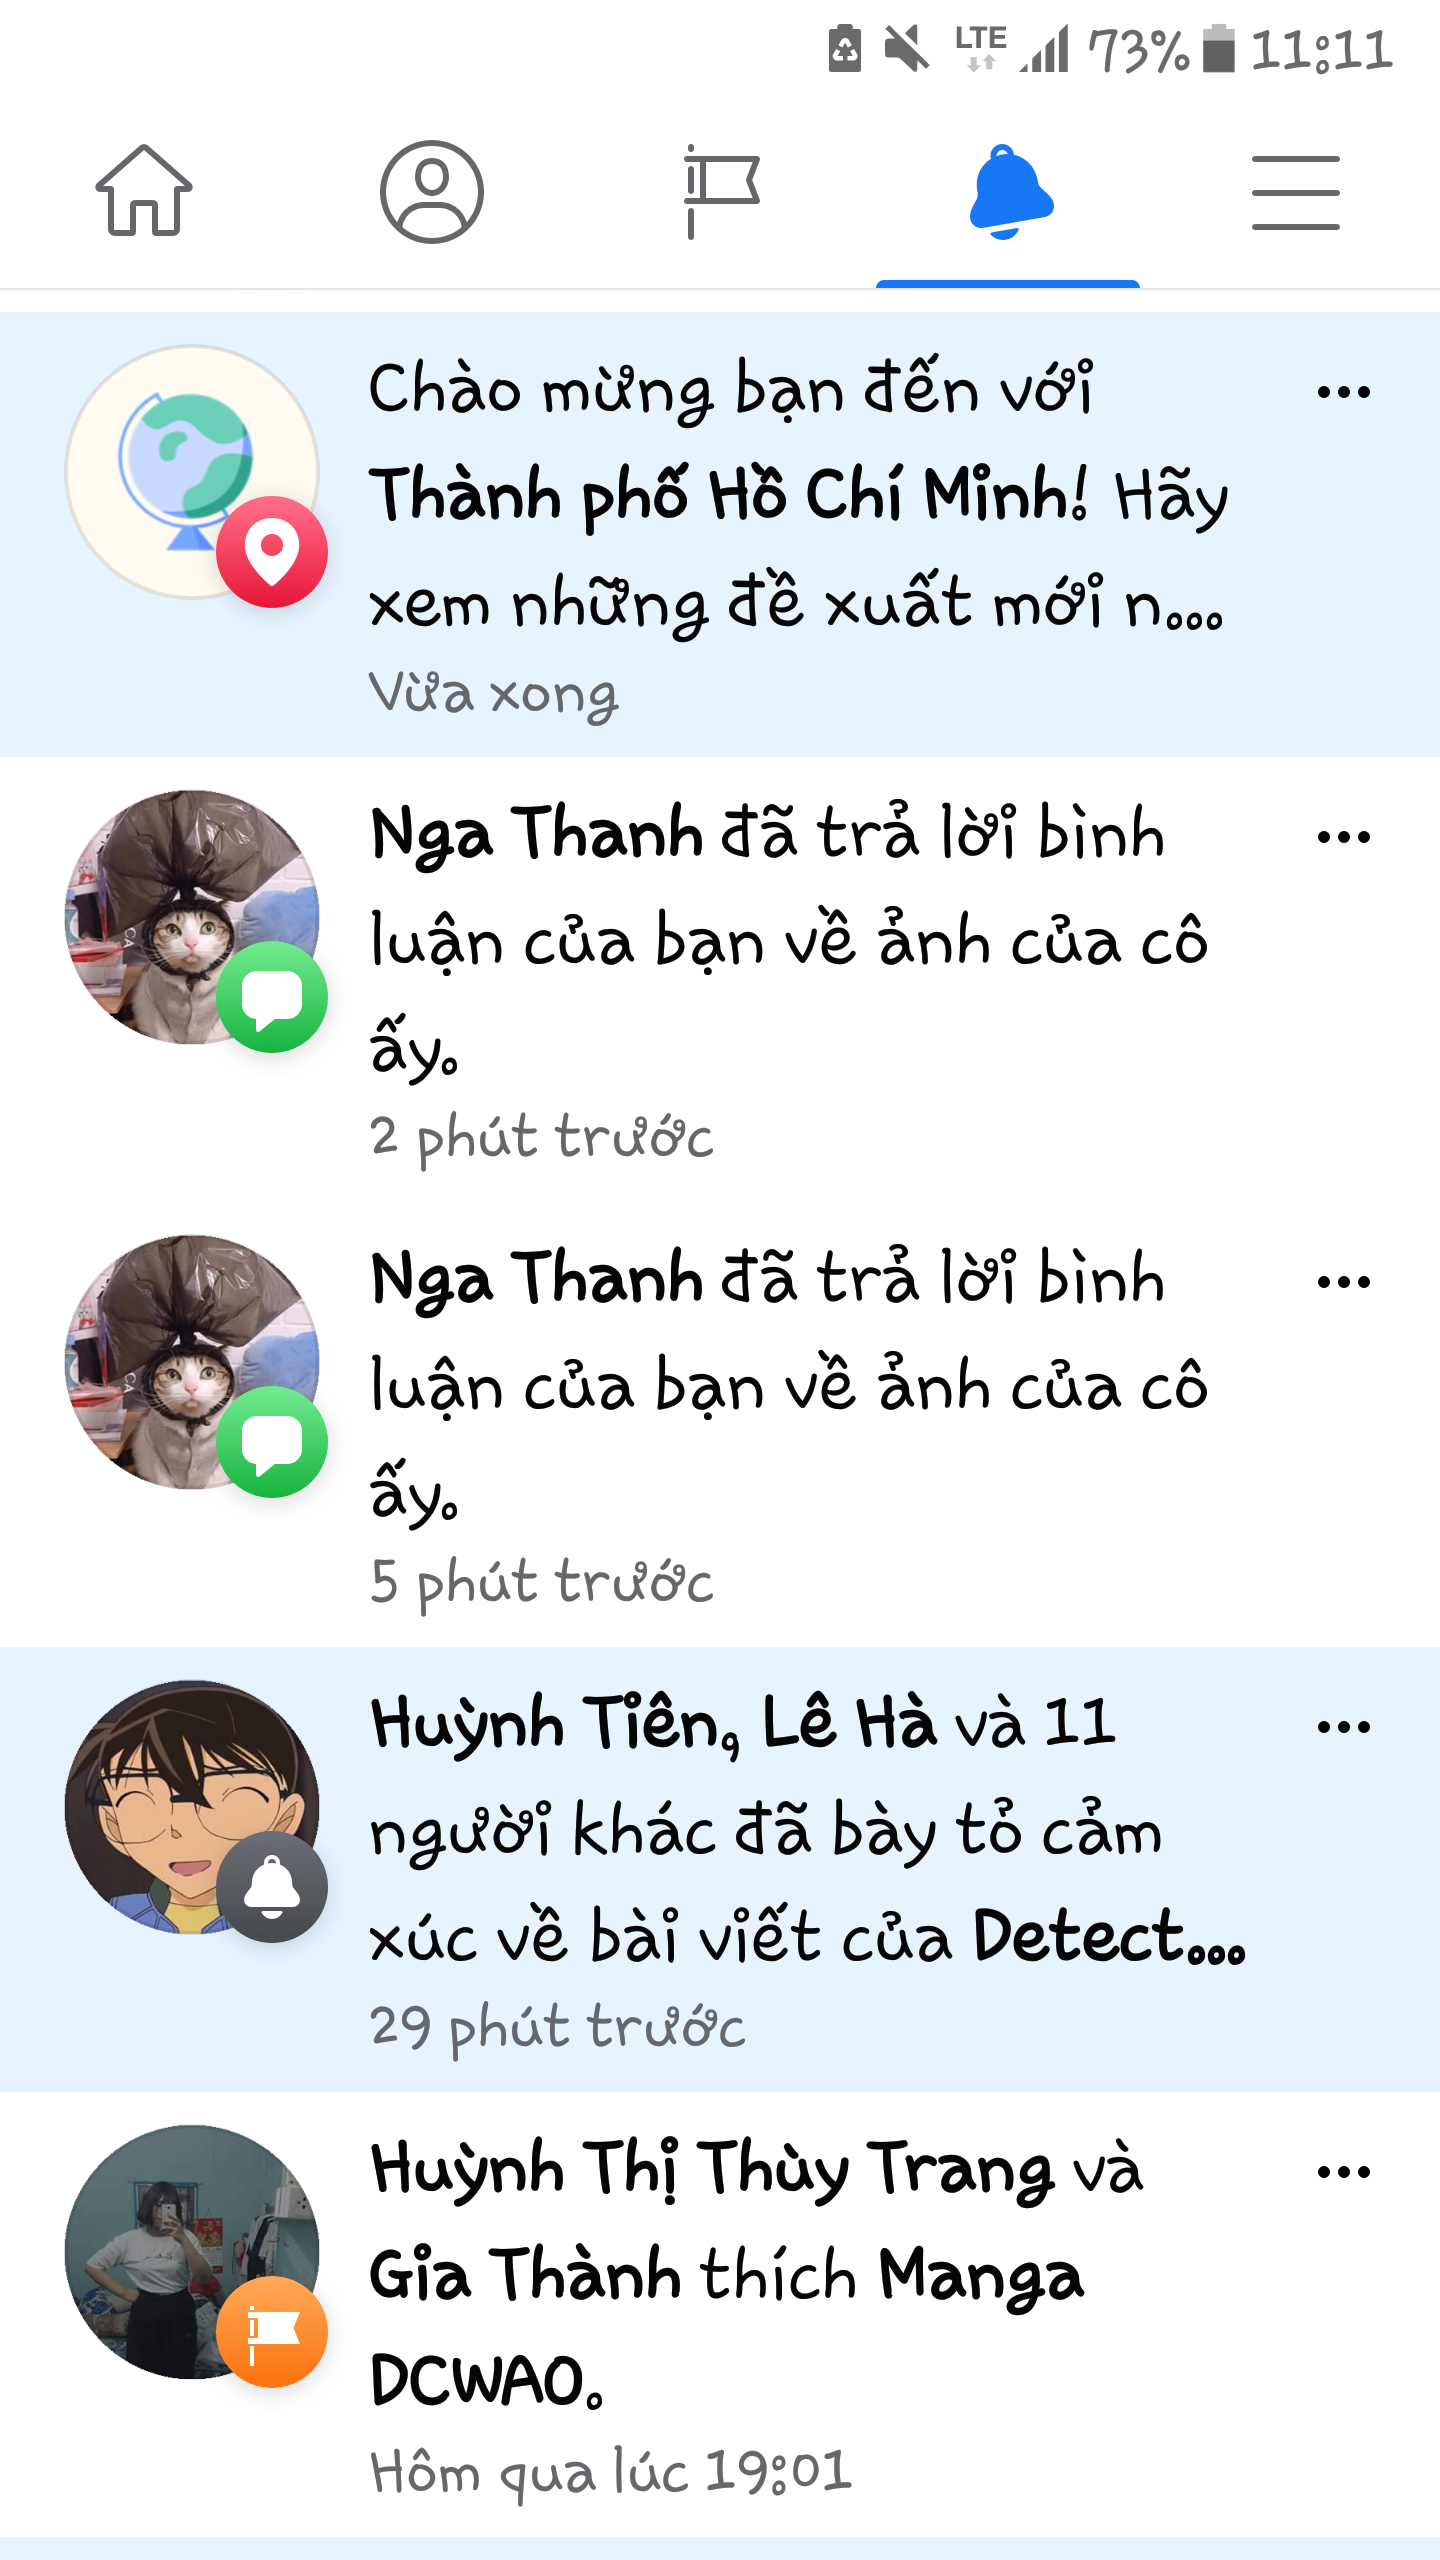 LTE 73% 11:11
Chào mừng bạn đến với
Thành phố Hồ Chí Minh! Hãy
xem những đề xuất mới n...
Vừa xong
Nga Thanh đã trả lời bình
luận của bạn về ảnh của cô
ấy.
2 phút trước
Nga Thanh đã trả lời bình
luận của bạn về ảnh của cô
ấy.
5 phút trước
Huỳnh Tiên, Lê Hà và 11
người khác đã bày tỏ cảm
xúc về bài viết của Detect...
29 phút trước
Huỳnh Thị Thùy Trang và
Gia Thành thích Manga
DCWAO.
Hôm qua lúc 19:01